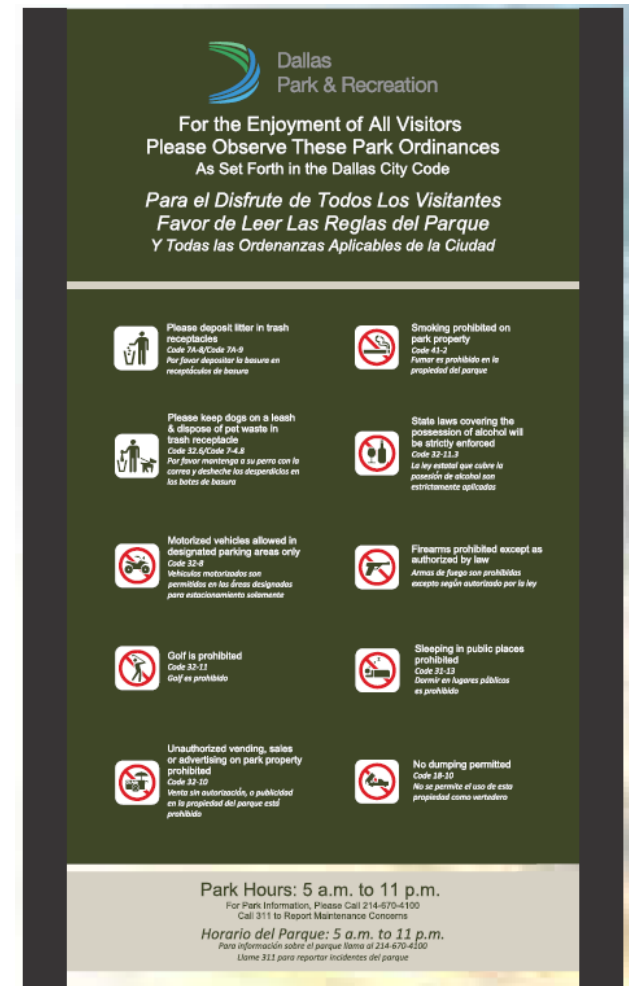 Dallas
Park & Recreation
For the Enjoyment of All Visitors
Please Observe These Park Ordinances
As Set Forth in the Dallas City Code
Para el Disfrute de Todos Los Visitantes
Favor de Leer Las Reglas del Parque
Y Todas las Ordenanzas Aplicables de la Ciudad
Please deposit litter in trash
receptacles
Code 7A-8/Code 7A-9
Por favor depositar la basura en
receptáculos de basura
Please keep dogs on a leash
& dispose of pet waste in
trash receptacle
Code 32.6/Code 7-4.8
Por favor mantenga a su perro con la
correa y desheche los desperdicios en
los botes de basura
Motorized vehicles allowed in
designated parking areas only
Code 32-8
Vehículos motorizados son
permitidos en las áreas designadas
para estacionamiento solamente
Golf is prohibited
Code 32-11
Golf es prohibido
Unauthorized vending, sales
or advertising on park property
prohibited
Code 32-10
Venta sin autorización, o publicidad
en la propiedad del parque está
prohibido
Smoking prohibited on
park property
Code 41-2
Fumar es prohibido en la
propiedad del parque
State laws covering the
possession of alcohol will
be strictly enforced
Code 32-11.3
La ley estatal que cubre la
posesión de alcohol son
estrictamente aplicadas
Firearms prohibited except as
authorized by law
Armas de fuego son prohibidas
excepto según autorizado por la ley
Sleeping in public places
prohibited
Code 31-13
Dormir en lugares públicos
es prohibido
No dumping permitted
Code 18-10
No se permite el uso de esta
propiedad como vertedero
Park Hours: 5 a.m. to 11 p.m.
For Park Information, Please Call 214-670-4100
Call 311 to Report Maintenance Concerns
Horario del Parque: 5 a.m. to 11 p.m.
Para información sobre el parque llama al 214-670-4100
Llame 311 para reportar incidentes del parque